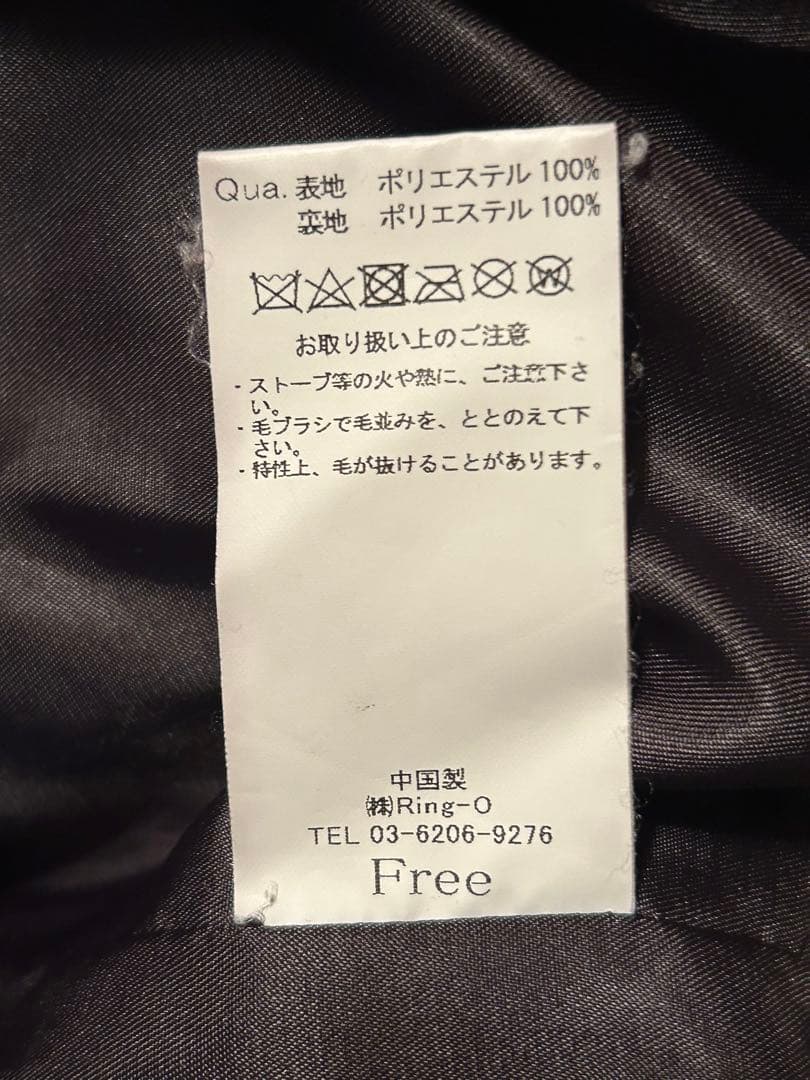 Qua. 表地 ポリエステル 100%
裏地 ポリエステル 100%
W
お取り扱い上のご注意
・ストーブ等の火や熱に、ご注意下さ
い。
・毛ブラシで毛並みを、ととのえて下
さい。
・特性上、毛が抜けることがあります。
中国製
㈱Ring-O
TEL 03-6206-9276
Free